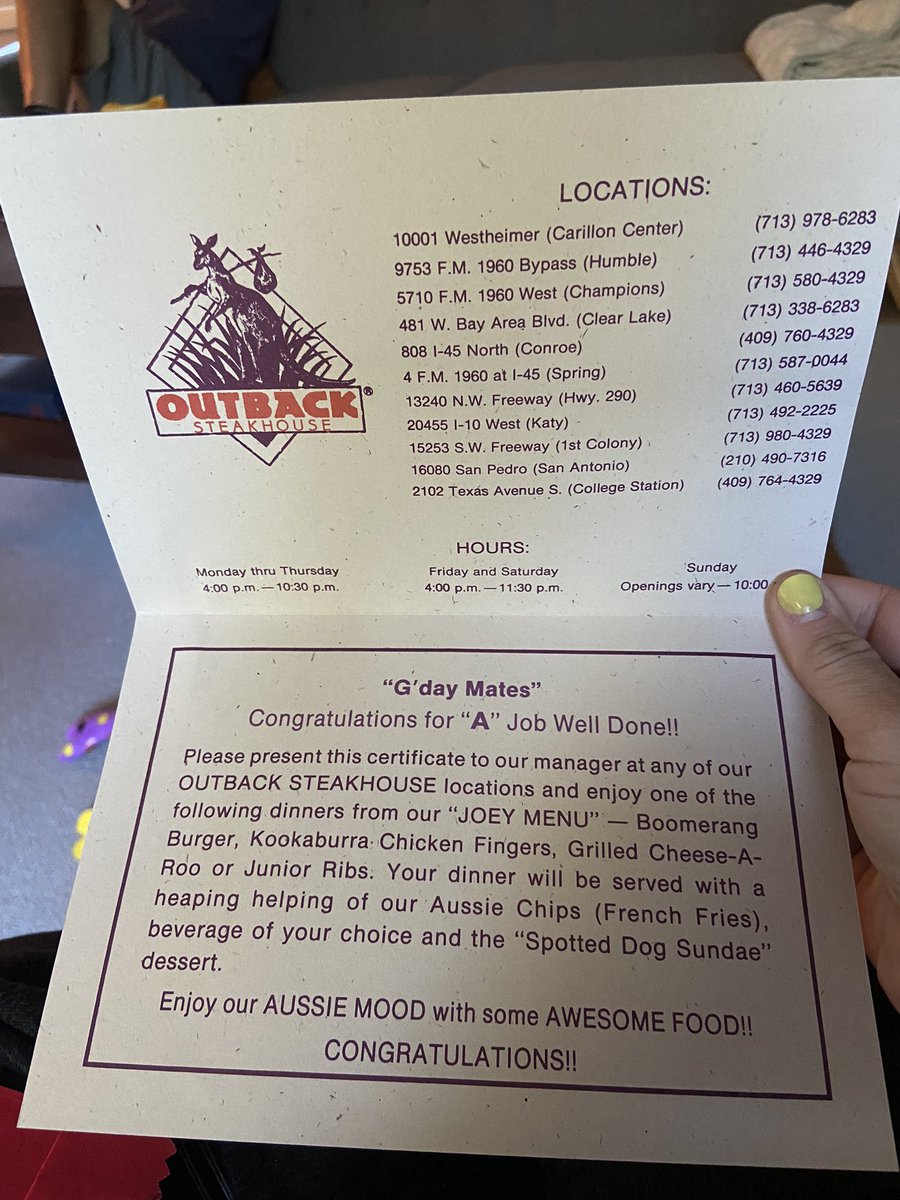 OUTBACK®
STEAKHOUSE
LOCATIONS:
10001 Westheimer (Carillon Center) (713) 978-6283
9753 F.M. 1960 Bypass (Humble) (713) 446-4329
5710 F.M. 1960 West (Champions) (713) 580-4329
481 W. Bay Area Blvd. (Clear Lake) (713) 338-6283
808 I-45 North (Conroe) (409) 760-4329
4 F.M. 1960 at I-45 (Spring) (713) 587-0044
13240 N.W. Freeway (Hwy. 290) (713) 460-5639
20455 I-10 West (Katy) (713) 492-2225
15253 S.W. Freeway (1st Colony) (713) 980-4329
16080 San Pedro (San Antonio) (210) 490-7316
2102 Texas Avenue S. (College Station) (409) 764-4329
HOURS:
Monday thru Thursday
4:00 p.m. — 10:30 p.m.
Friday and Saturday
4:00 p.m. — 11:30 p.m.
Sunday
Openings vary — 10:00
“G’day Mates”
Congratulations for “A” Job Well Done!!
Please present this certificate to our manager at any of our
OUTBACK STEAKHOUSE locations and enjoy one of the
following dinners from our “JOEY MENU” — Boomerang
Burger, Kookaburra Chicken Fingers, Grilled Cheese-A-
Roo or Junior Ribs. Your dinner will be served with a
heaping helping of our Aussie Chips (French Fries),
beverage of your choice and the “Spotted Dog Sundae”
dessert.
Enjoy our AUSSIE MOOD with some AWESOME FOOD!!
CONGRATULATIONS!!